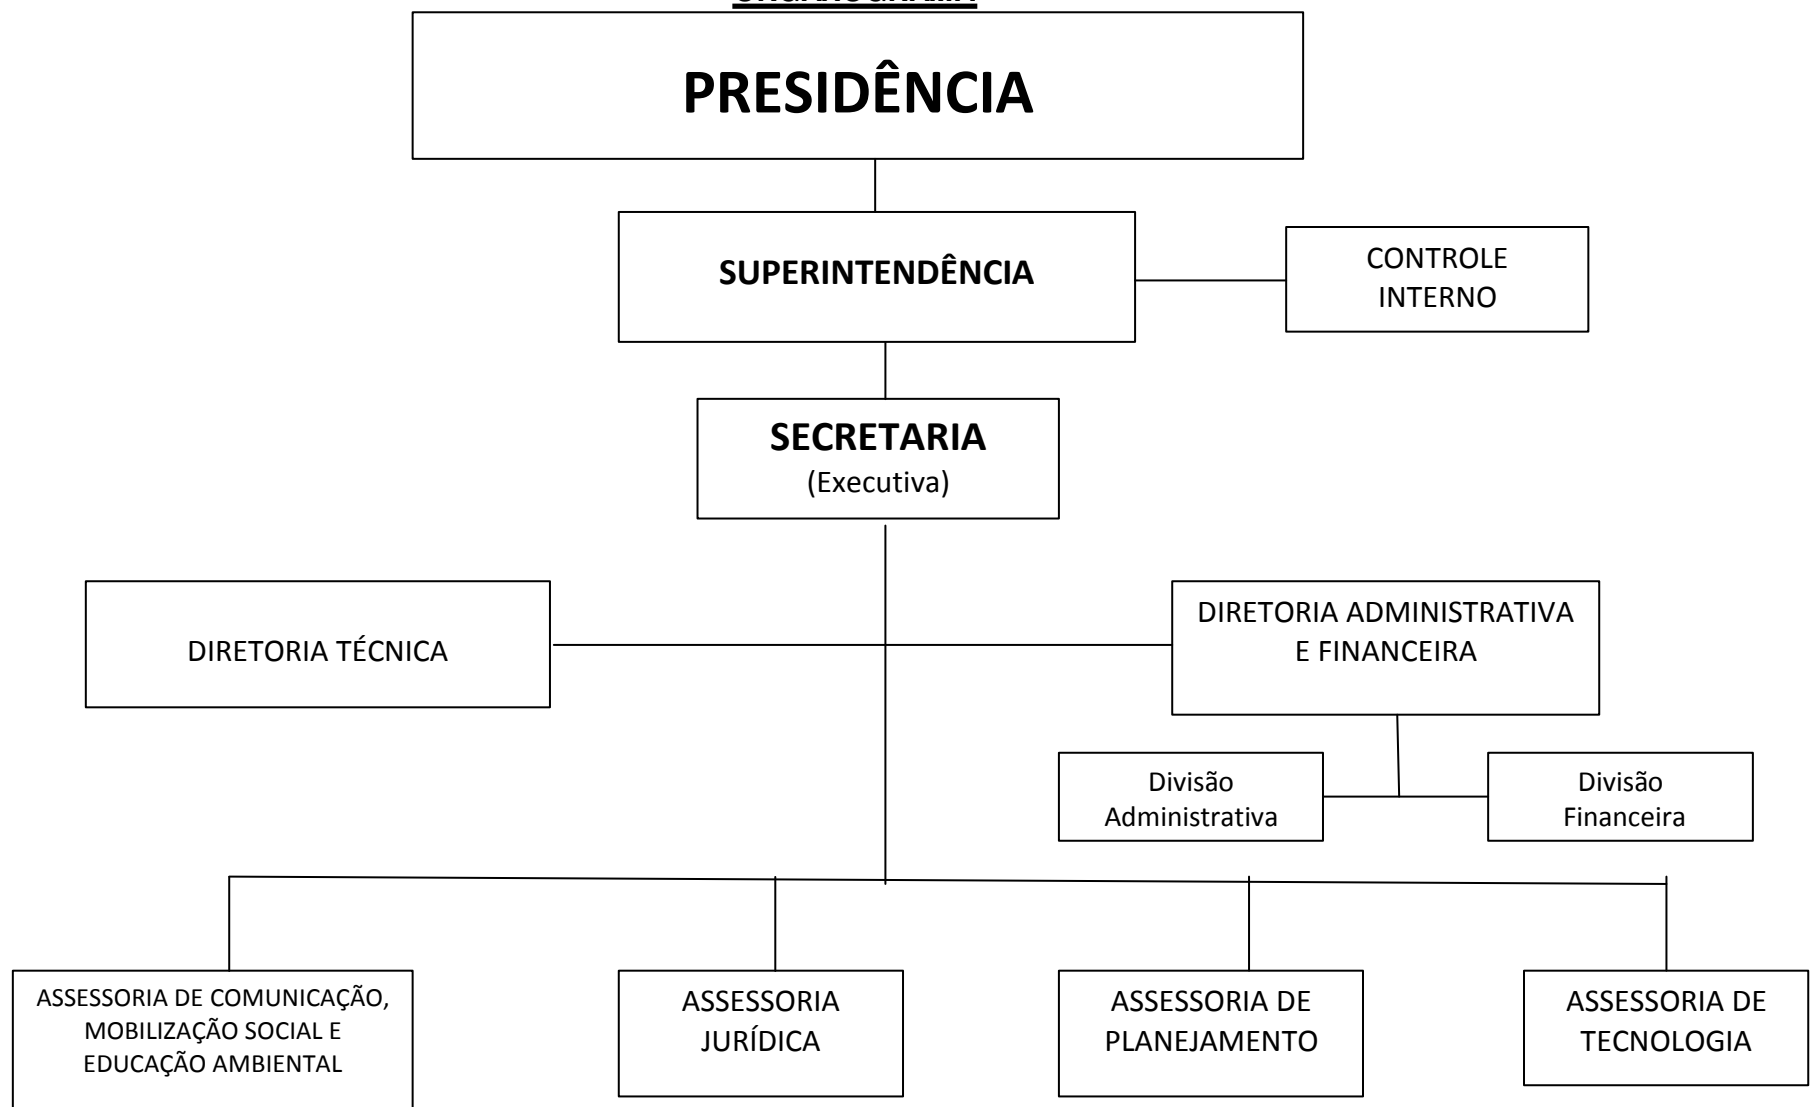 ORGANOGRAMA
PRESIDÊNCIA
SUPERINTENDÊNCIA
CONTROLE
INTERNO
SECRETARIA
(Executiva)
DIRETORIA TÉCNICA
DIRETORIA ADMINISTRATIVA
E FINANCEIRA
Divisão
Administrativa
Divisão
Financeira
ASSESSORIA DE COMUNICAÇÃO,
MOBILIZAÇÃO SOCIAL E
EDUCAÇÃO AMBIENTAL
ASSESSORIA
JURÍDICA
ASSESSORIA DE
PLANEJAMENTO
ASSESSORIA DE
TECNOLOGIA